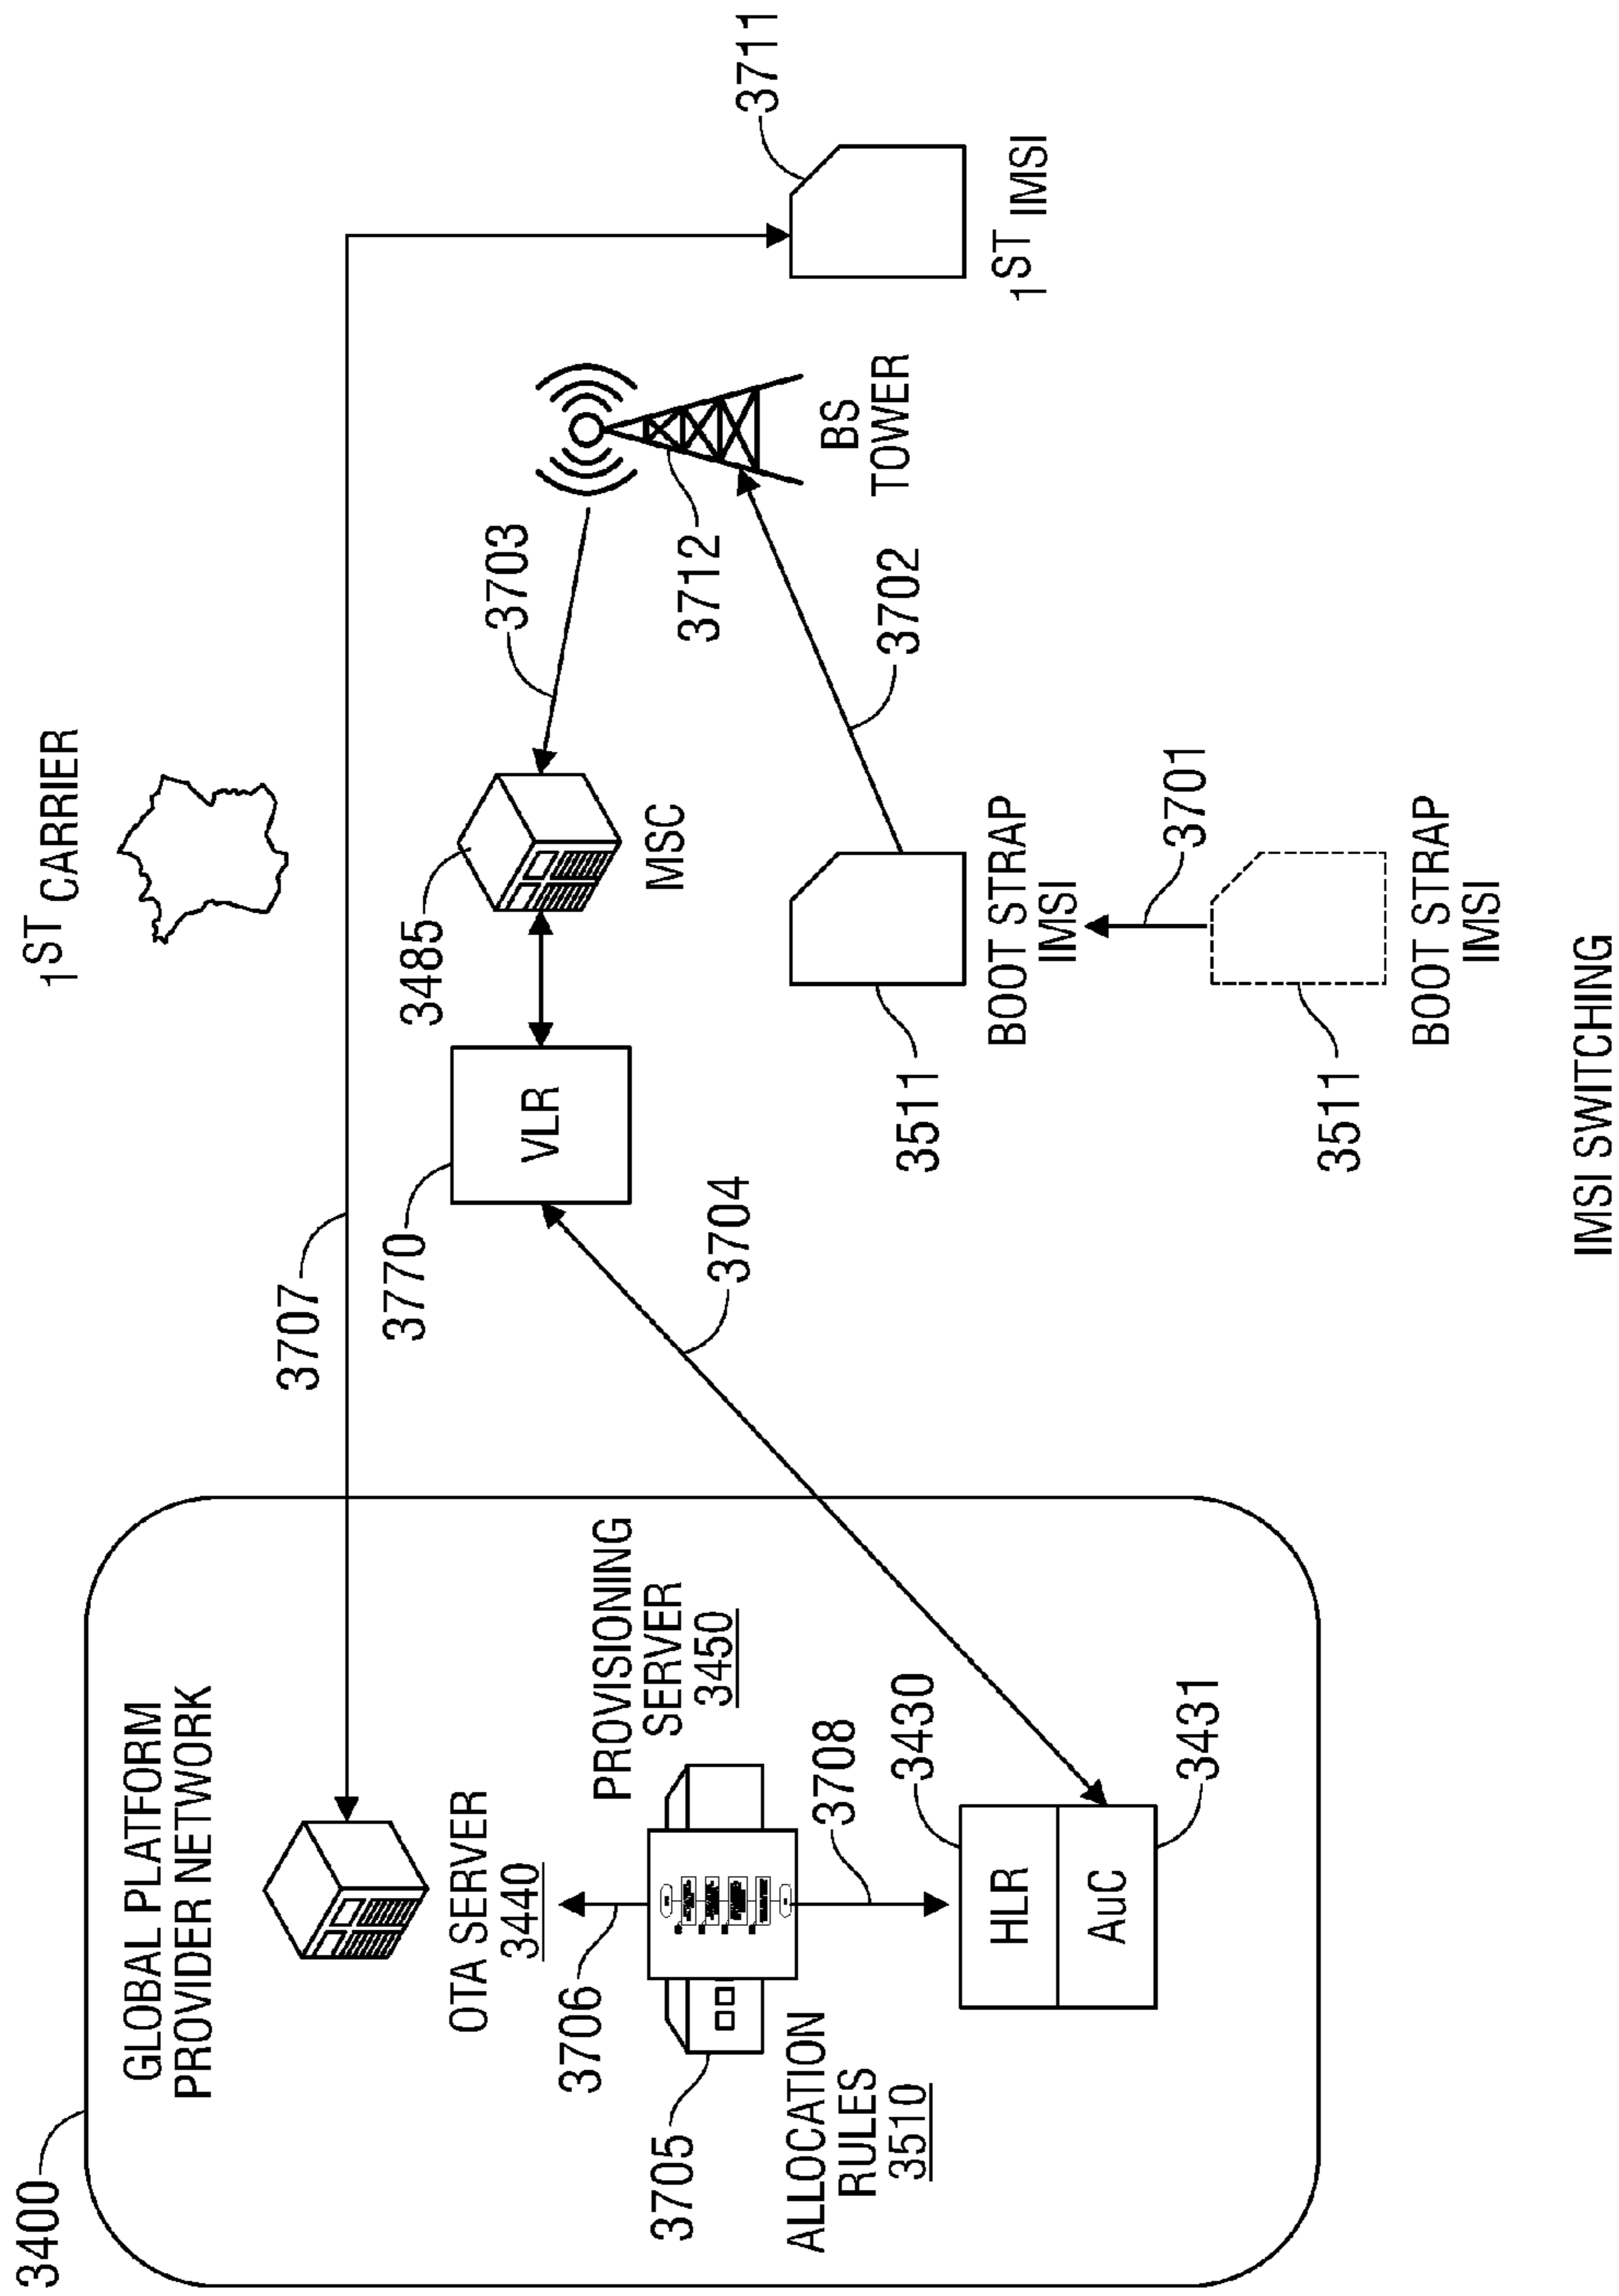 3400
GLOBAL PLATFORM
PROVIDER NETWORK
OTA SERVER
3440
3706
PROVISIONING
SERVER
3450
3705
ALLOCATION
RULES
3510
3708
3430
HLR
AuC
3431
3707
1ST CARRIER
3770
VLR
3704
3485
MSC
3703
3712
BS
TOWER
3702
3711
1ST IMSI
3511
BOOT STRAP
IMSI
3701
3511
BOOT STRAP
IMSI
IMSI SWITCHING